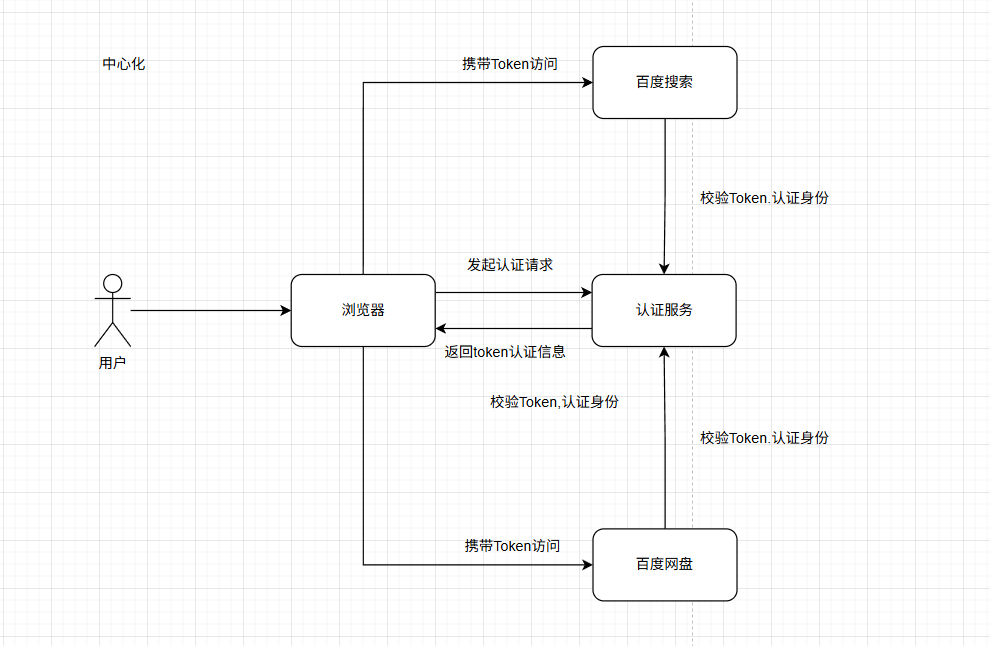 中心化
携带Token访问
百度搜索
校验Token.认证身份
发起认证请求
浏览器
认证服务
返回token认证信息
用户
校验Token,认证身份
校验Token.认证身份
携带Token访问
百度网盘